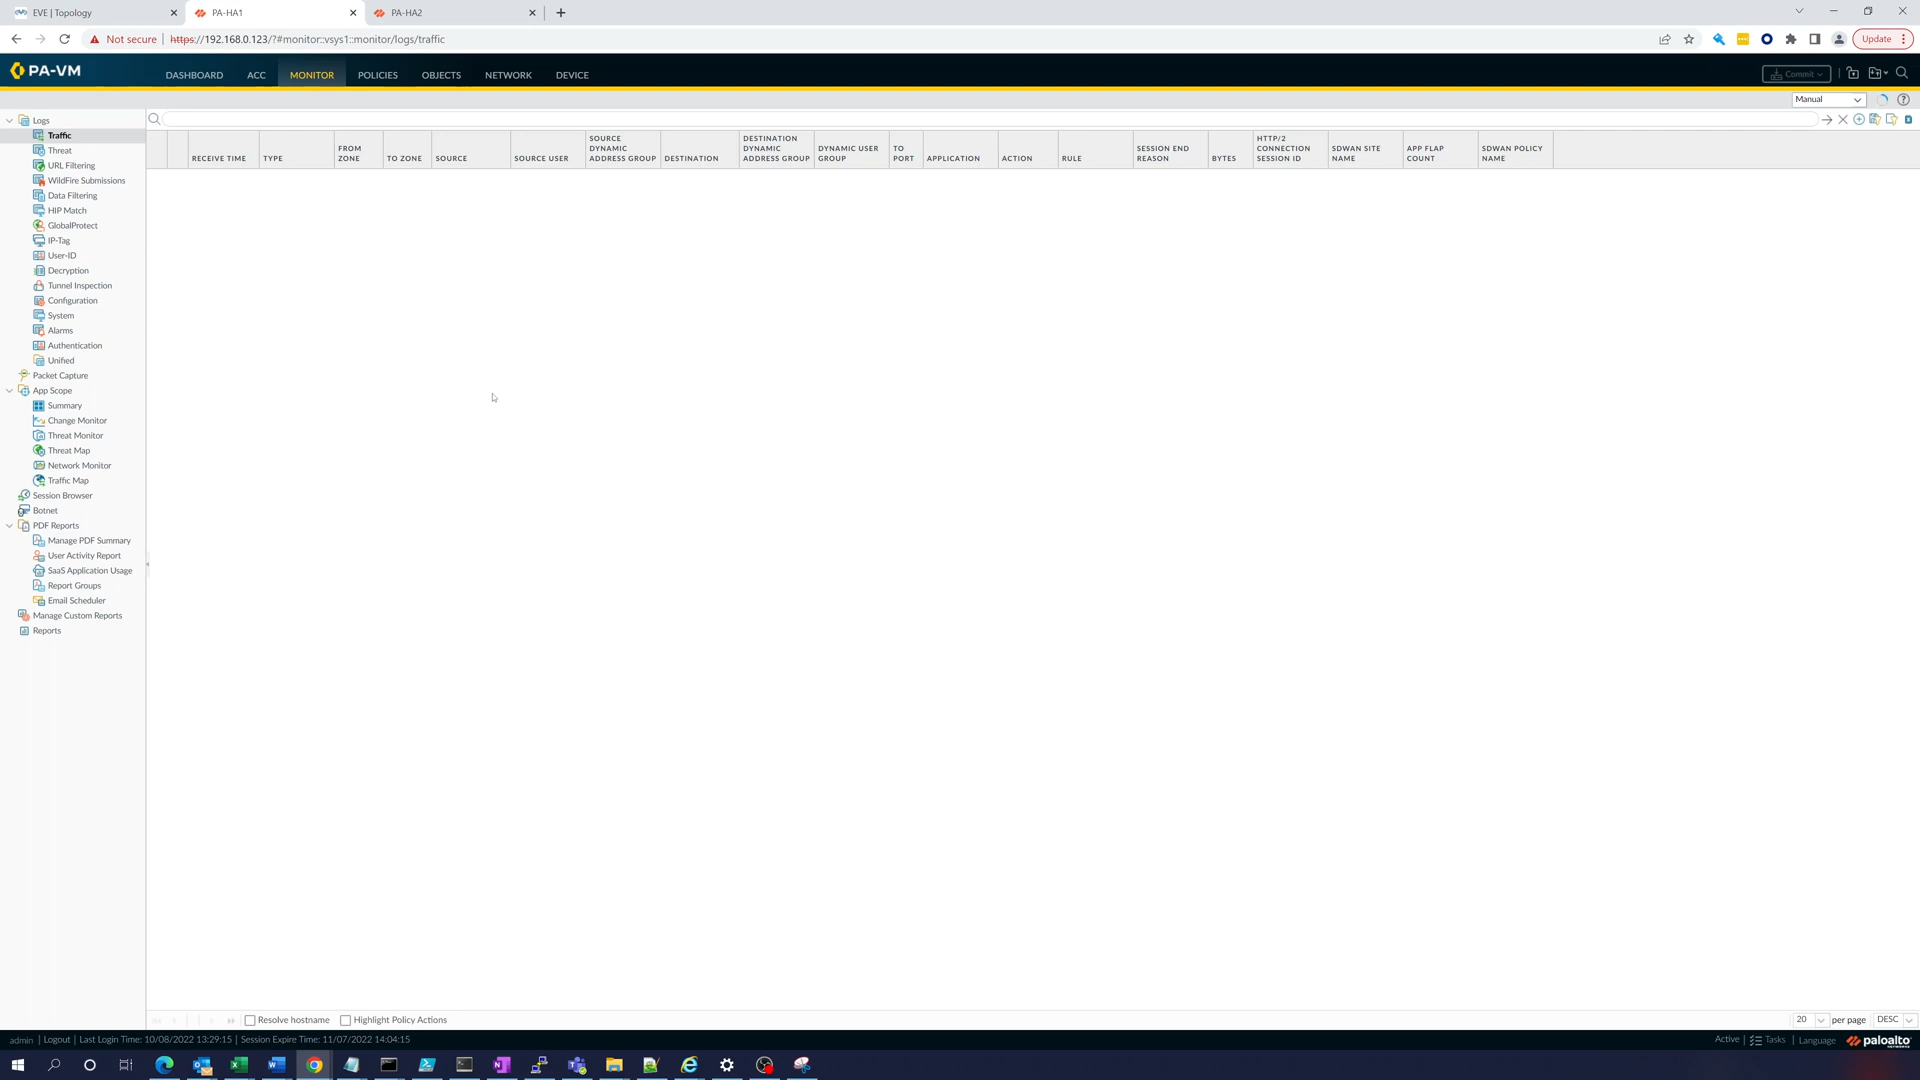 EVE | Topology
PA-HA1
PA-HA2
Not secure
https://192.168.0.123/?#monitor::vsys1::monitor/logs/traffic
Update
PA-VM
DASHBOARD
ACC
MONITOR
POLICIES
OBJECTS
NETWORK
DEVICE
Commit
Manual
Logs
Traffic
Threat
URL Filtering
WildFire Submissions
Data Filtering
HIP Match
GlobalProtect
IP-Tag
User-ID
Decryption
Tunnel Inspection
Configuration
System
Alarms
Authentication
Unified
Packet Capture
App Scope
Summary
Change Monitor
Threat Monitor
Threat Map
Network Monitor
Traffic Map
Session Browser
Botnet
PDF Reports
Manage PDF Summary
User Activity Report
SaaS Application Usage
Report Groups
Email Scheduler
Manage Custom Reports
Reports
RECEIVE TIME
TYPE
FROM
ZONE
TO ZONE
SOURCE
SOURCE USER
SOURCE
DYNAMIC
ADDRESS GROUP
DESTINATION
DESTINATION
DYNAMIC
ADDRESS GROUP
DYNAMIC USER
GROUP
TO
PORT
APPLICATION
ACTION
RULE
SESSION END
REASON
BYTES
HTTP/2
CONNECTION
SESSION ID
SDWAN SITE
NAME
APP FLAP
COUNT
SDWAN POLICY
NAME
Resolve hostname
Highlight Policy Actions
20
per page
DESC
admin | Logout | Last Login Time: 10/08/2022 13:29:15 | Session Expire Time: 11/07/2022 14:04:15
Active
Tasks
Language
paloalto
NETWORKS